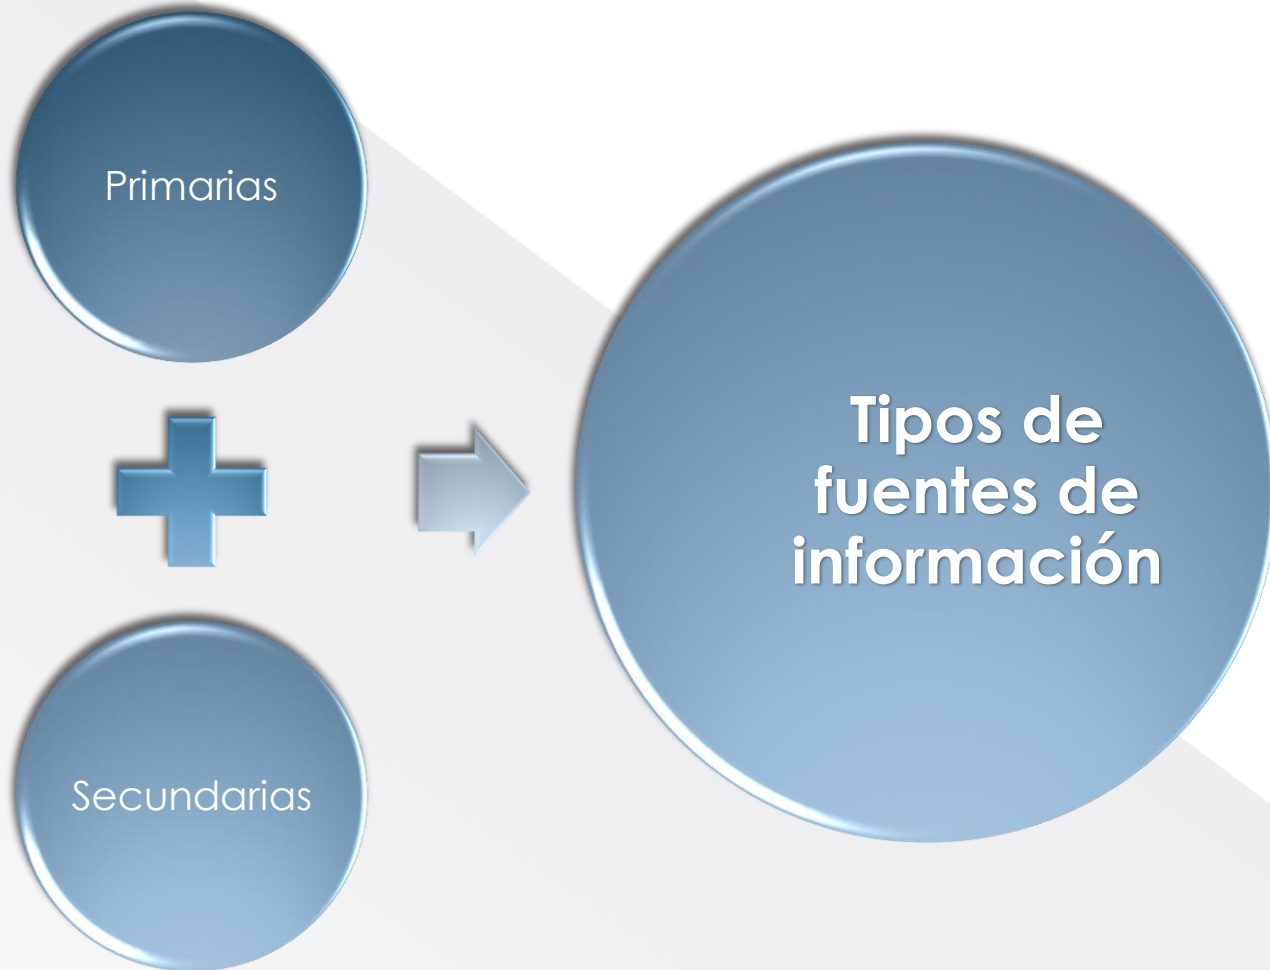 Primarias
Secundarias
Tipos de
fuentes de
información